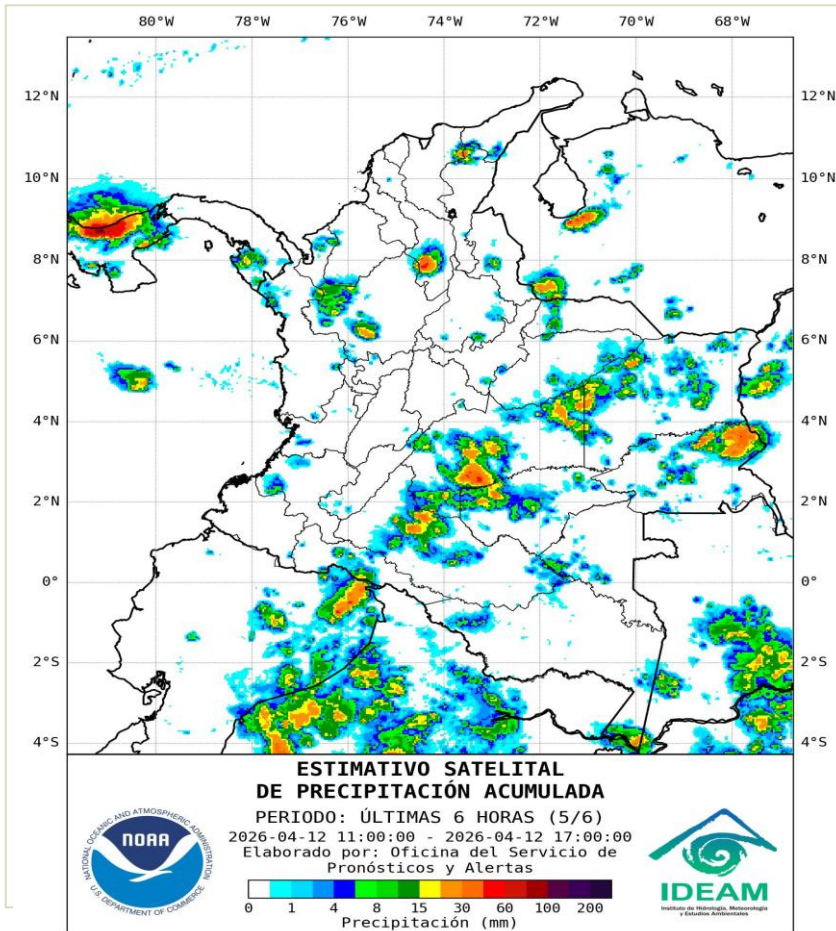 80°W 78°W 76°W 74°W 72°W 70°W 68°W
12°N 12°N
10°N 10°N
8°N 8°N
6°N 6°N
4°N 4°N
2°N 2°N
0° 0°
2°S 2°S
4°S 4°S
ESTIMATIVO SATELITAL
DE PRECIPITACIÓN ACUMULADA
PERIODO: ÚLTIMAS 6 HORAS (5/6)
2026-04-12 11:00:00 - 2026-04-12 17:00:00
Elaborado por: Oficina del Servicio de
Pronósticos y Alertas
0 1 4 8 15 30 60 100 200
Precipitación (mm)
NATIONAL OCEANIC AND ATMOSPHERIC ADMINISTRATION
NOAA
U.S. DEPARTMENT OF COMMERCE
IDEAM
Instituto de Hidrología, Meteorología
y Estudios Ambientales